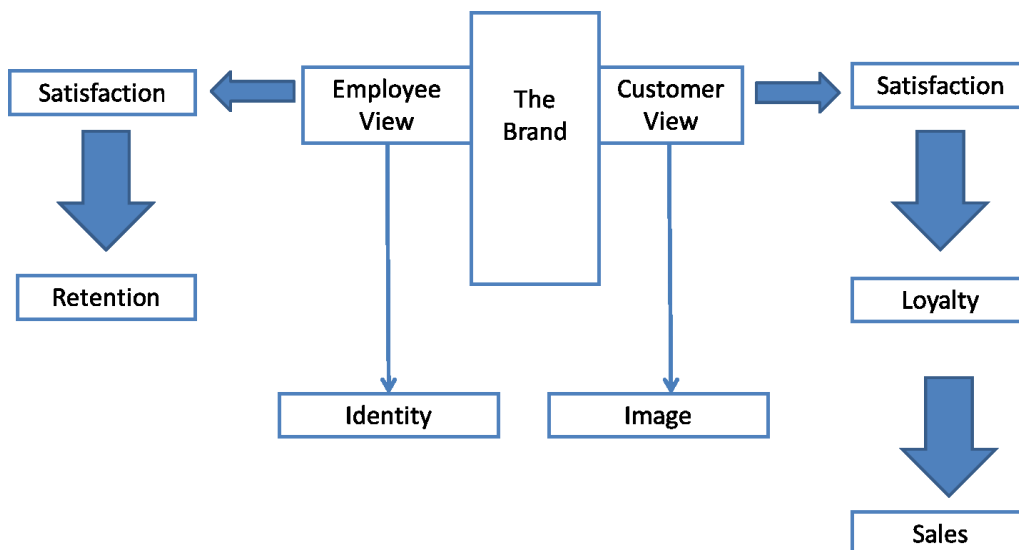 Satisfaction
Employee
View
The
Brand
Customer
View
Satisfaction
Retention
Loyalty
Identity
Image
Sales